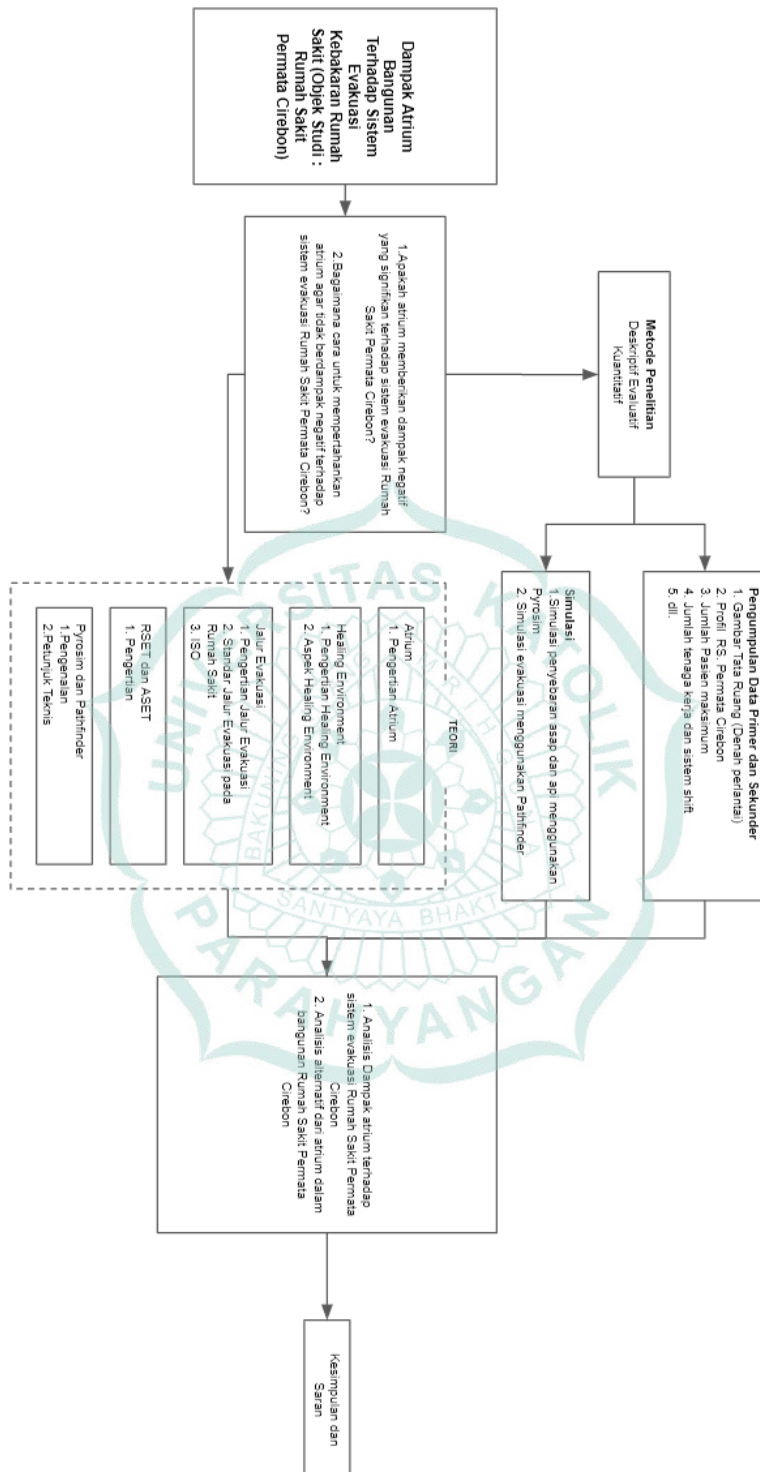 Dampak Atrium
Bangunan
Terhadap Sistem
Evakuasi
Kebakaran Rumah
Sakit (Objek Studi :
Rumah Sakit
Permata Cirebon)
1.Apakah atrium memberikan dampak negatif
yang signifikan terhadap sistem evakuasi Rumah
Sakit Permata Cirebon?
2.Bagaimana cara untuk mempertahankan
atrium agar tidak berdampak negatif terhadap
sistem evakuasi Rumah Sakit Permata Cirebon?
Metode Penelitian
Deskriptif Evaluatif
Kuantitatif
Pengumpulan Data Primer dan Sekunder
1. Gambar Tata Ruang (Denah perlantai)
2. Profil RS. Permata Cirebon
3. Jumlah Pasien maksimum
4. Jumlah tenaga kerja dan sistem shift
5. dll.
Simulasi
1.Simulasi penyebaran asap dan api menggunakan
Pyrosim
2. Simulasi evakuasi menggunakan Pathfinder
TEORI
Atrium
1. Pengertian Atrium
Healing Environment
1. Pengertian Healing Environment
2. Aspek Healing Environment
Jalur Evakuasi
1. Pengertian Jalur Evakuasi
2. Standar Jalur Evakuasi pada
Rumah Sakit
3. ISO
RSET dan ASET
1. Pengertian
Pyrosim dan Pathfinder
1.Pengenalan
2.Petunjuk Teknis
1. Analisis Dampak atrium terhadap
sistem evakuasi Rumah Sakit Permata
Cirebon
2. Analisis alternatif dari atrium dalam
bangunan Rumah Sakit Permata
Cirebon
Kesimpulan dan
Saran
UNIVERSITAS KATOLIK
PARAHYANGAN
SANTYAYA BHAKTI